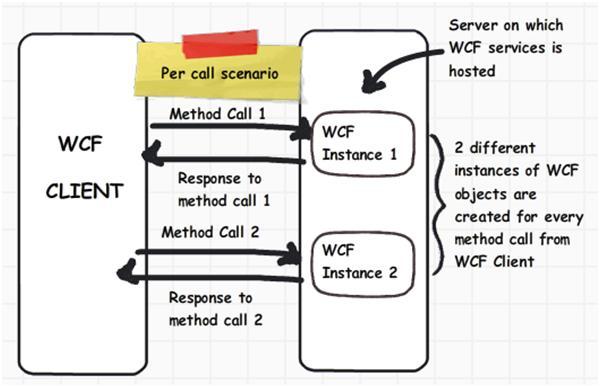 Per call scenario
Server on which
WCF services is
hosted
WCF
CLIENT
Method Call 1
WCF
Instance 1
Response to
method call 1
Method Call 2
WCF
Instance 2
Response to
method call 2
2 different
instances of WCF
objects are
created for every
method call from
WCF Client